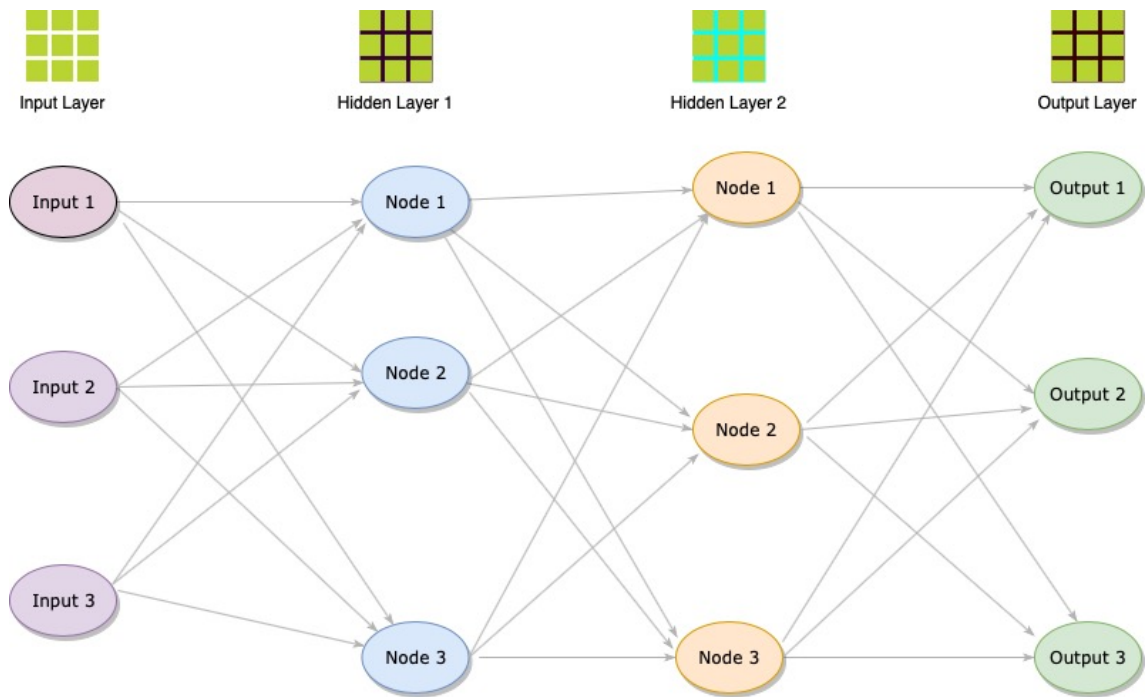 Input Layer
Hidden Layer 1
Hidden Layer 2
Output Layer
Input 1
Node 1
Node 1
Output 1
Input 2
Node 2
Node 2
Output 2
Input 3
Node 3
Node 3
Output 3